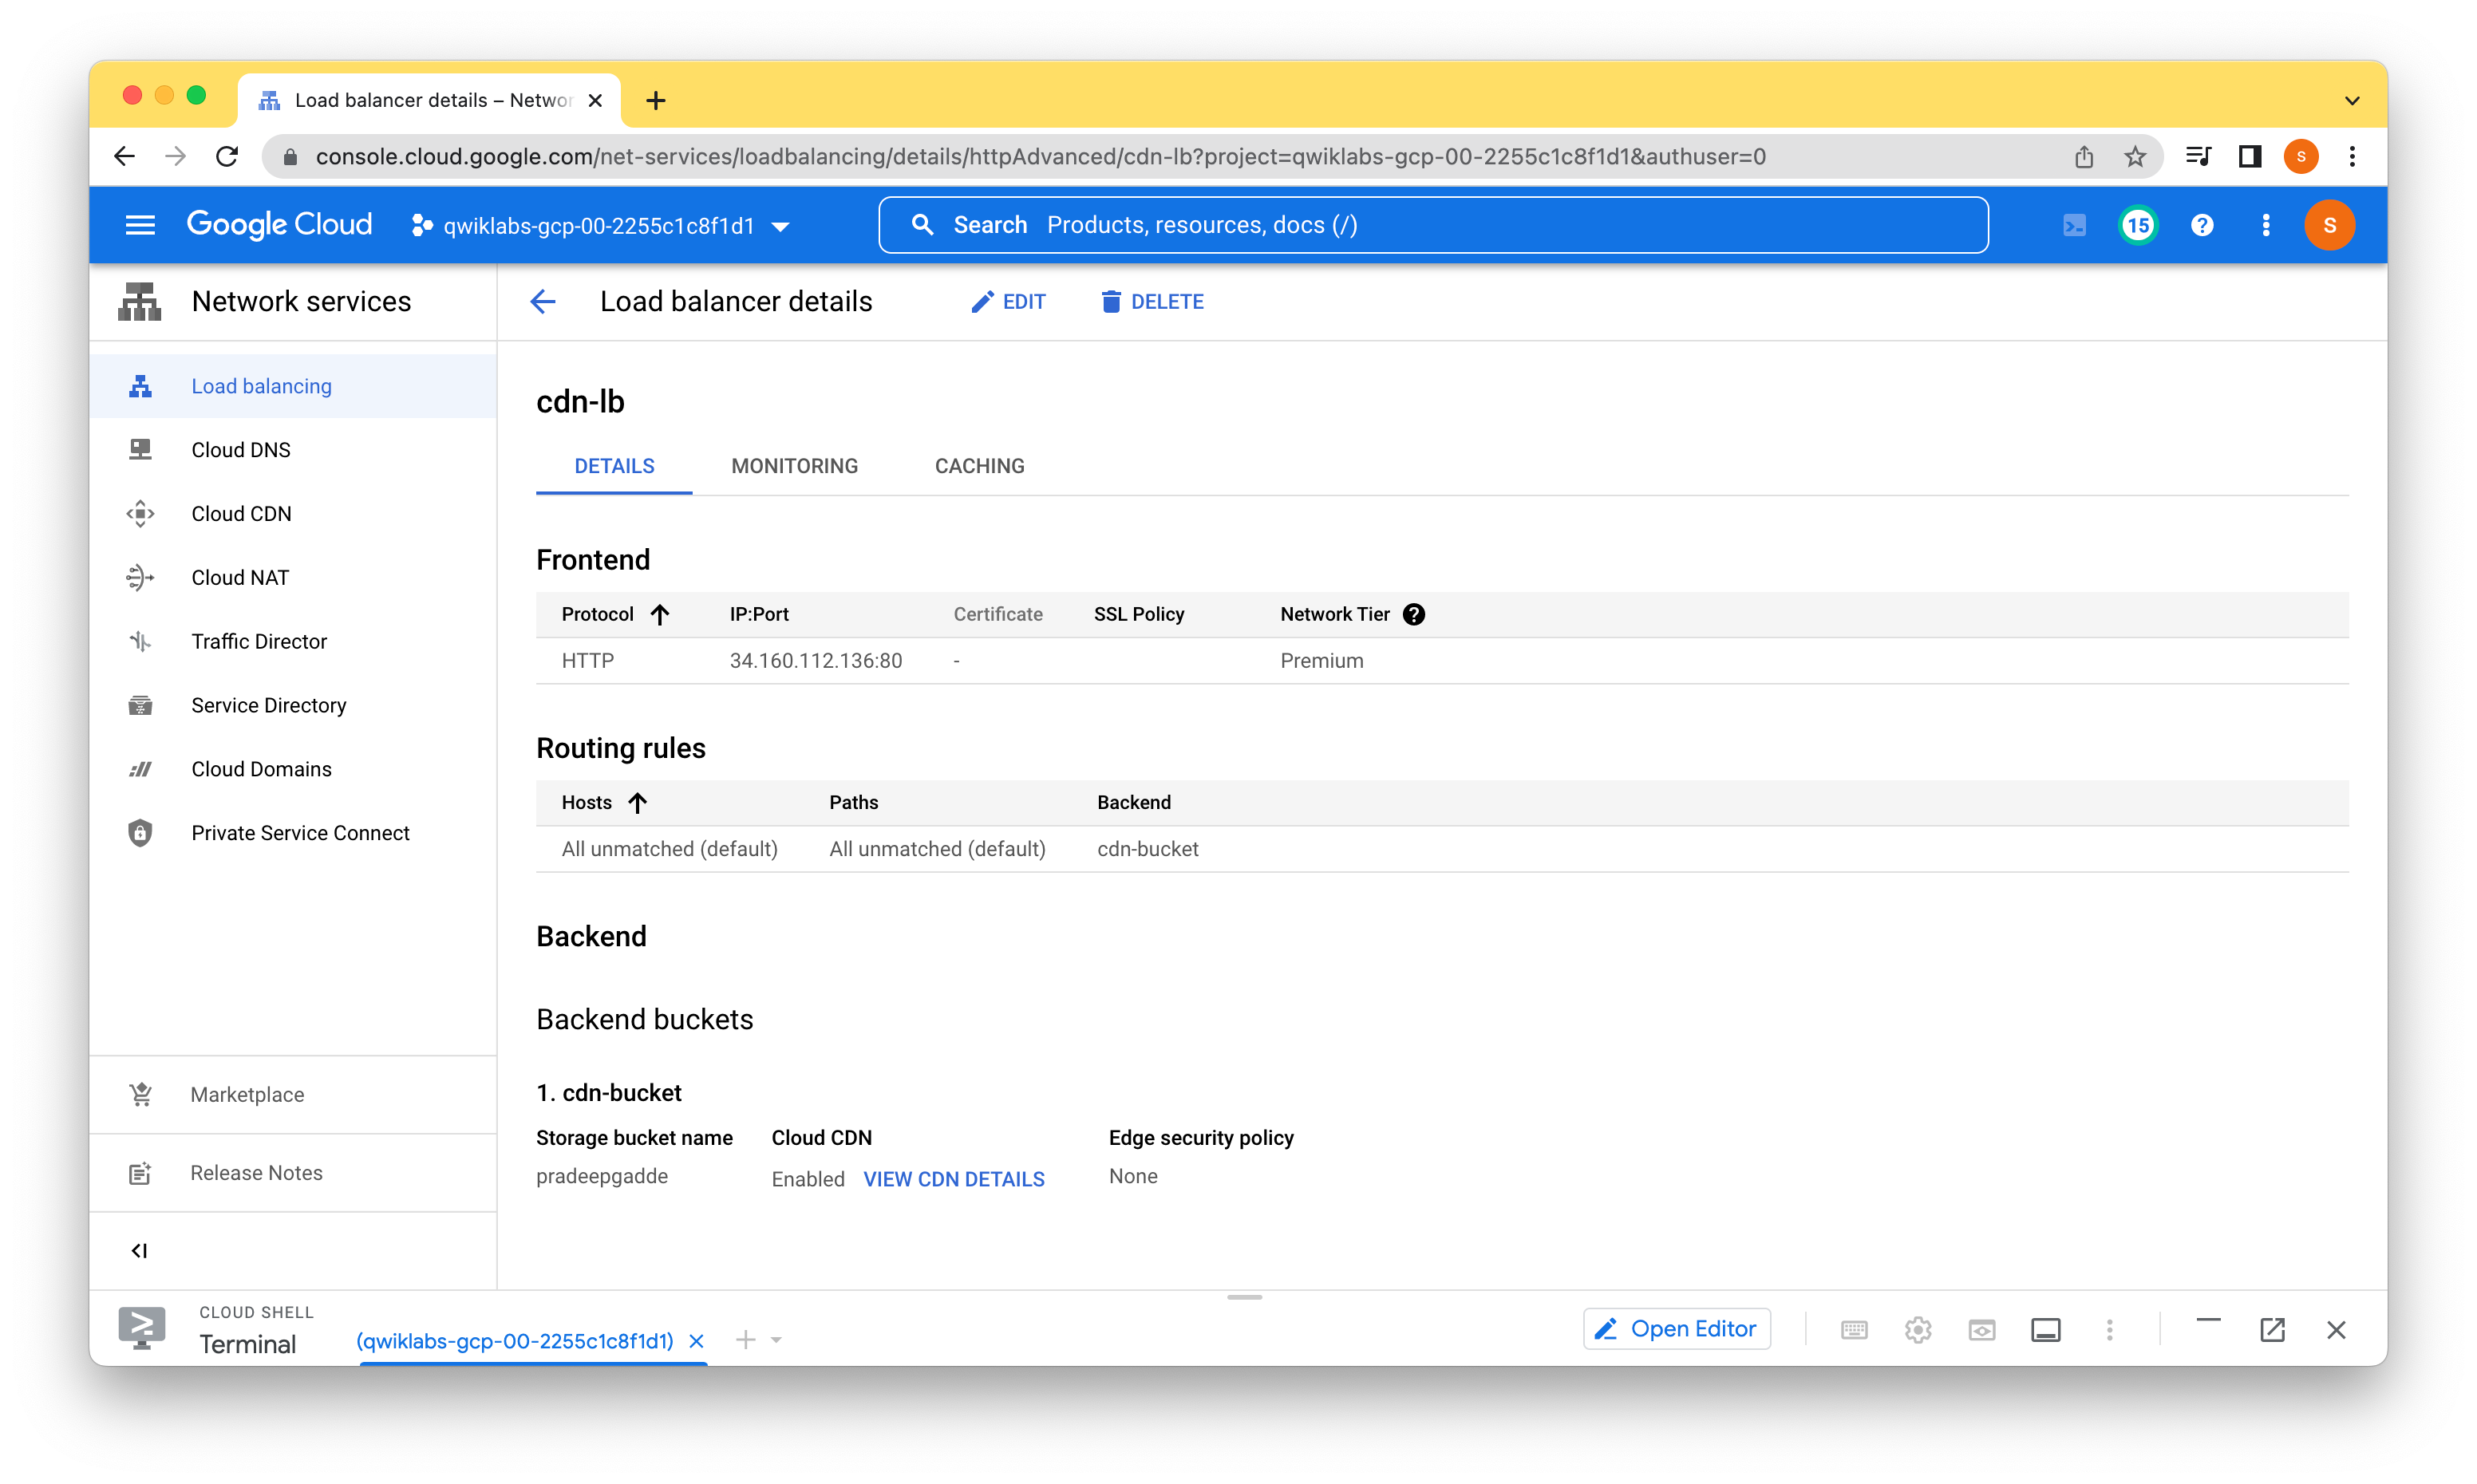 Load balancer details – Networ
console.cloud.google.com/net-services/loadbalancing/details/httpAdvanced/cdn-lb?project=qwiklabs-gcp-00-2255c1c8f1d1&authuser=0
S
Google Cloud
qwiklabs-gcp-00-2255c1c8f1d1
Search Products, resources, docs (/)
15
S
Network services
Load balancer details
EDIT
DELETE
Load balancing
Cloud DNS
Cloud CDN
Cloud NAT
Traffic Director
Service Directory
Cloud Domains
Private Service Connect
Marketplace
Release Notes
cdn-lb
DETAILS MONITORING CACHING
Frontend
Protocol IP:Port Certificate SSL Policy Network Tier
HTTP 34.160.112.136:80 - Premium
Routing rules
Hosts Paths Backend
All unmatched (default) All unmatched (default) cdn-bucket
Backend
Backend buckets
1. cdn-bucket
Storage bucket name Cloud CDN Edge security policy
pradeepgadde Enabled VIEW CDN DETAILS None
CLOUD SHELL
Terminal
(qwiklabs-gcp-00-2255c1c8f1d1)
Open Editor